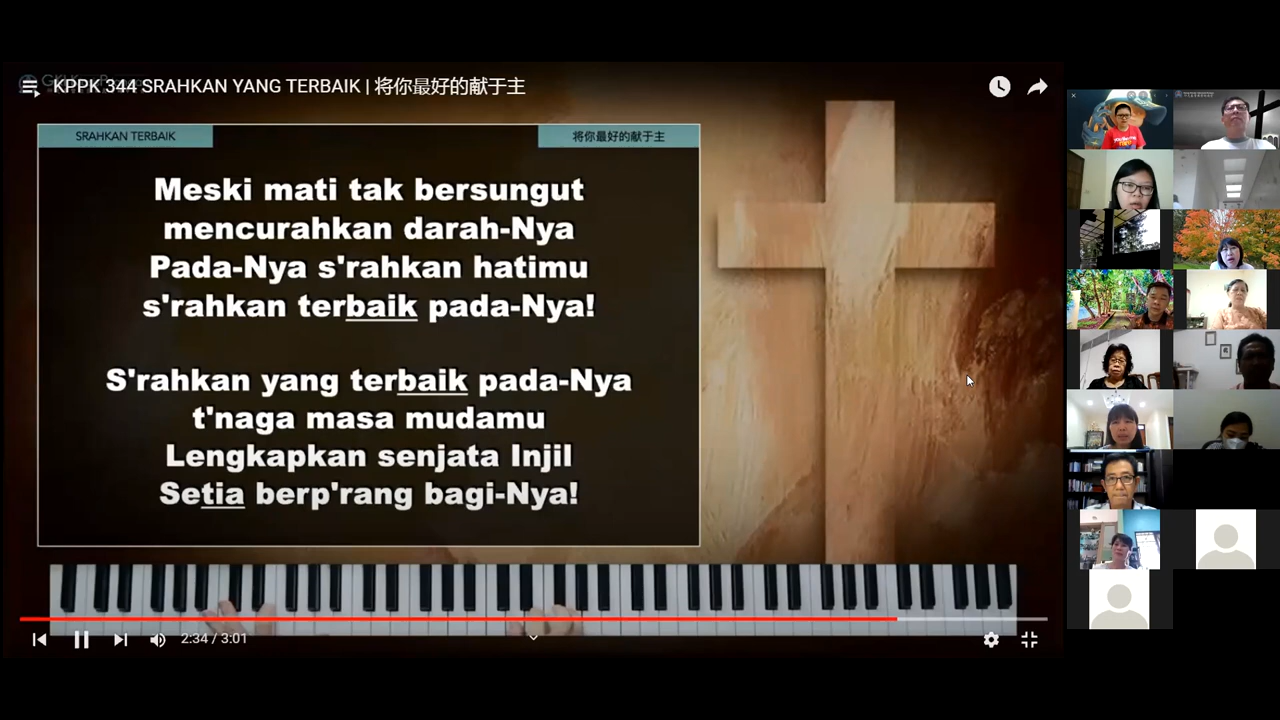 KPPK 344 SRAHKAN YANG TERBAIK | 将你最好的献于主
SRAHKAN TERBAIK
将你最好的献于主
Meski mati tak bersungut
mencurahkan darah-Nya
Pada-Nya s'rahkan hatimu
s'rahkan terbaik pada-Nya!
S'rahkan yang terbaik pada-Nya
t'naga masa mudamu
Lengkapkan senjata Injil
Setia berp'rang bagi-Nya!
2:34 / 3:01